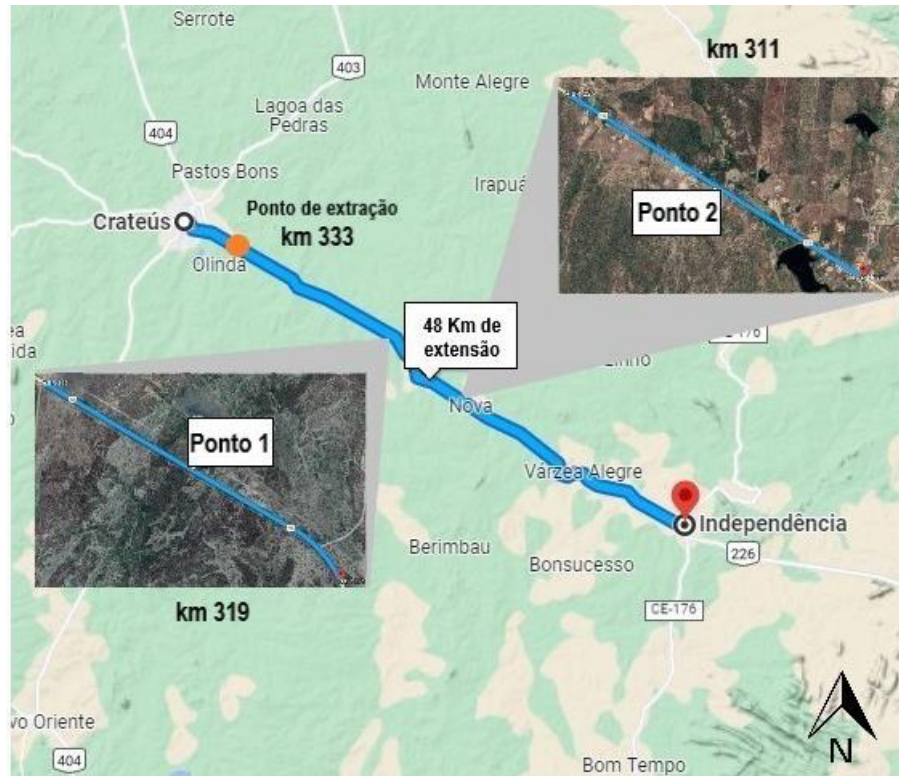 Serrote
km 311
403
Monte Alegre
Lagoa das
Pedras
404
Pastos Bons
Irapuá
Ponto 2
Crateús
Ponto de extração
km 333
Olinda
48 Km de
extensão
CE-176
Nova
Ponto 1
Várzea Alegre
Independência
Berimbau
226
Bonsucesso
km 319
CE-176
vo Oriente
404
Bom Tempo
N